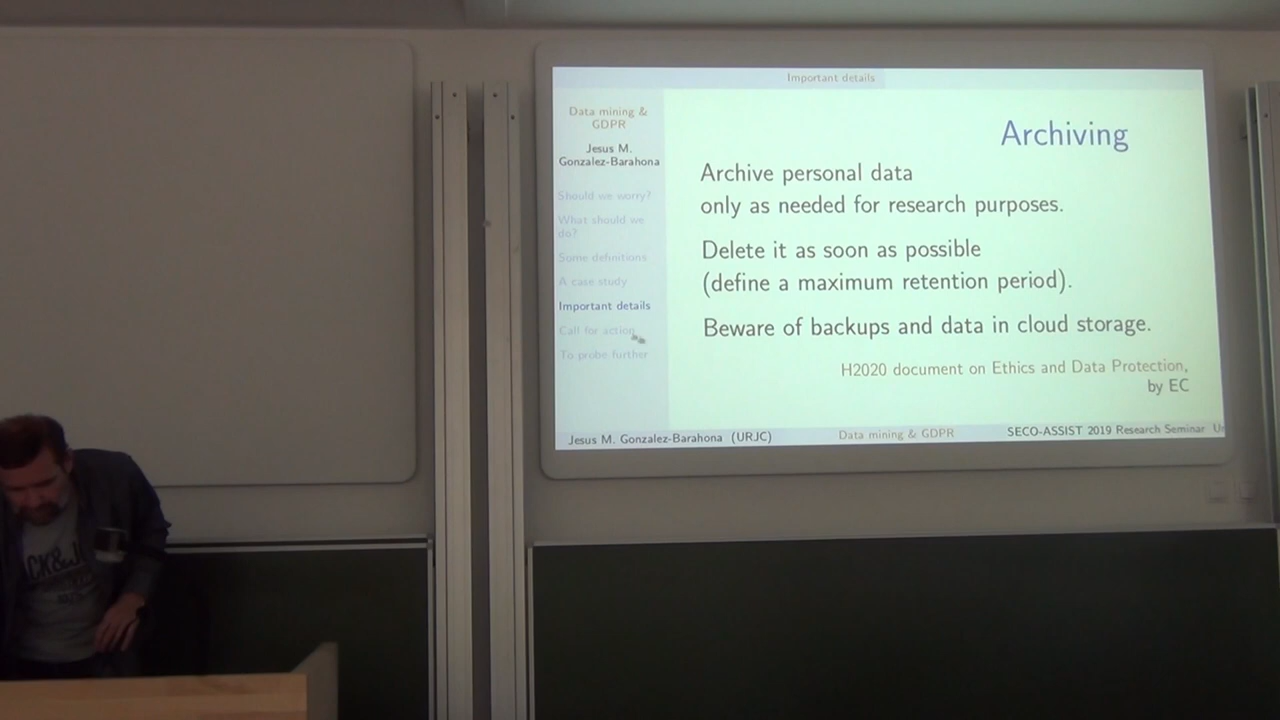 Important details
Data mining &
GDPR
Jesus M.
Gonzalez-Barahona
Should we worry?
What should we
do?
Some definitions
A case study
Important details
Call for action
To probe further
Archiving
Archive personal data
only as needed for research purposes.
Delete it as soon as possible
(define a maximum retention period).
Beware of backups and data in cloud storage.
H2020 document on Ethics and Data Protection,
by EC
Jesus M. Gonzalez-Barahona (URJC)
Data mining & GDPR
SECO-ASSIST 2019 Research Seminar